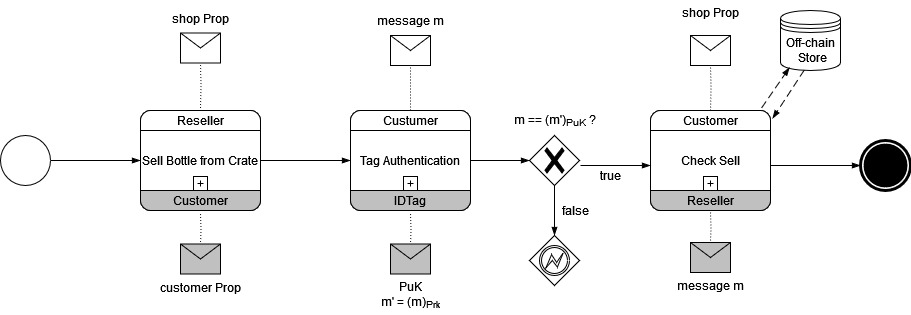 shop Prop
message m
shop Prop
Off-chain
Store
Reseller
Custumer
Customer
m == (m')PuK ?
Sell Bottle from Crate
Tag Authentication
Check Sell
+
+
+
true
Customer
IDTag
Reseller
false
customer Prop
PuK
m' = (m)Prk
message m